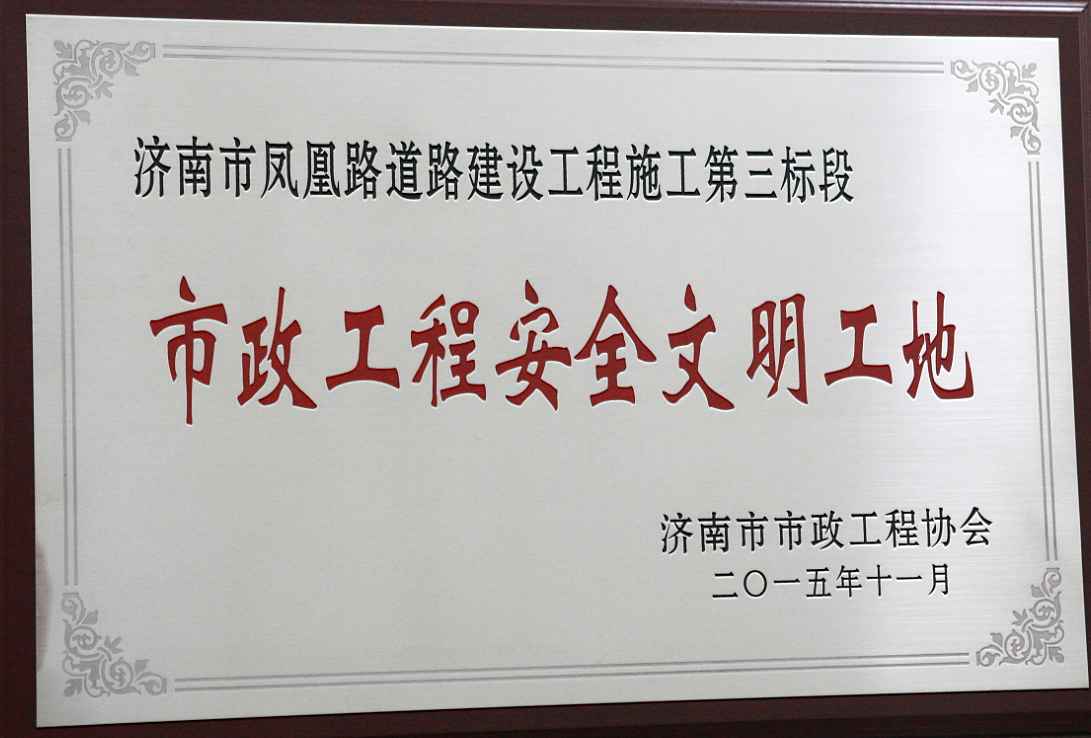 济南市凤凰路道路建设工程施工第三标段
市政工程安全文明工地
济南市市政工程协会
二〇一五年十一月